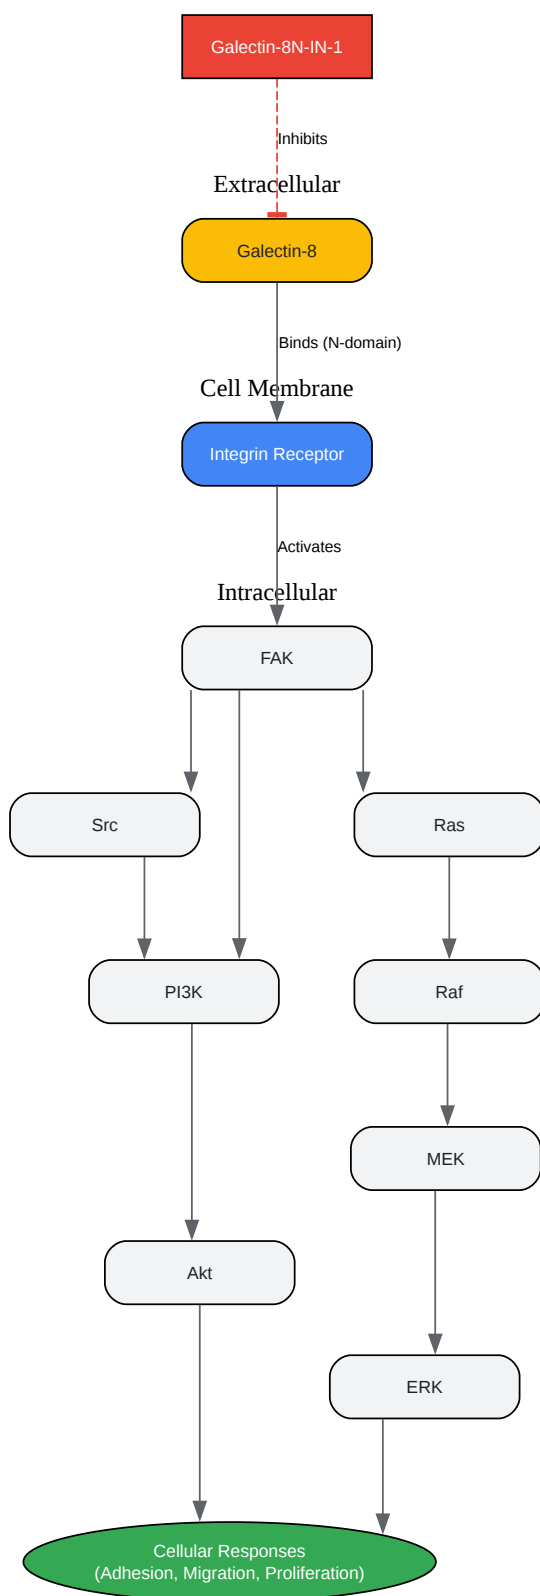 Galectin-8N-IN-1
Inhibits
Extracellular
Galectin-8
Binds (N-domain)
Cell Membrane
Integrin Receptor
Activates
Intracellular
FAK
Src
Ras
PI3K
Raf
MEK
Akt
ERK
Cellular Responses
(Adhesion, Migration, Proliferation)